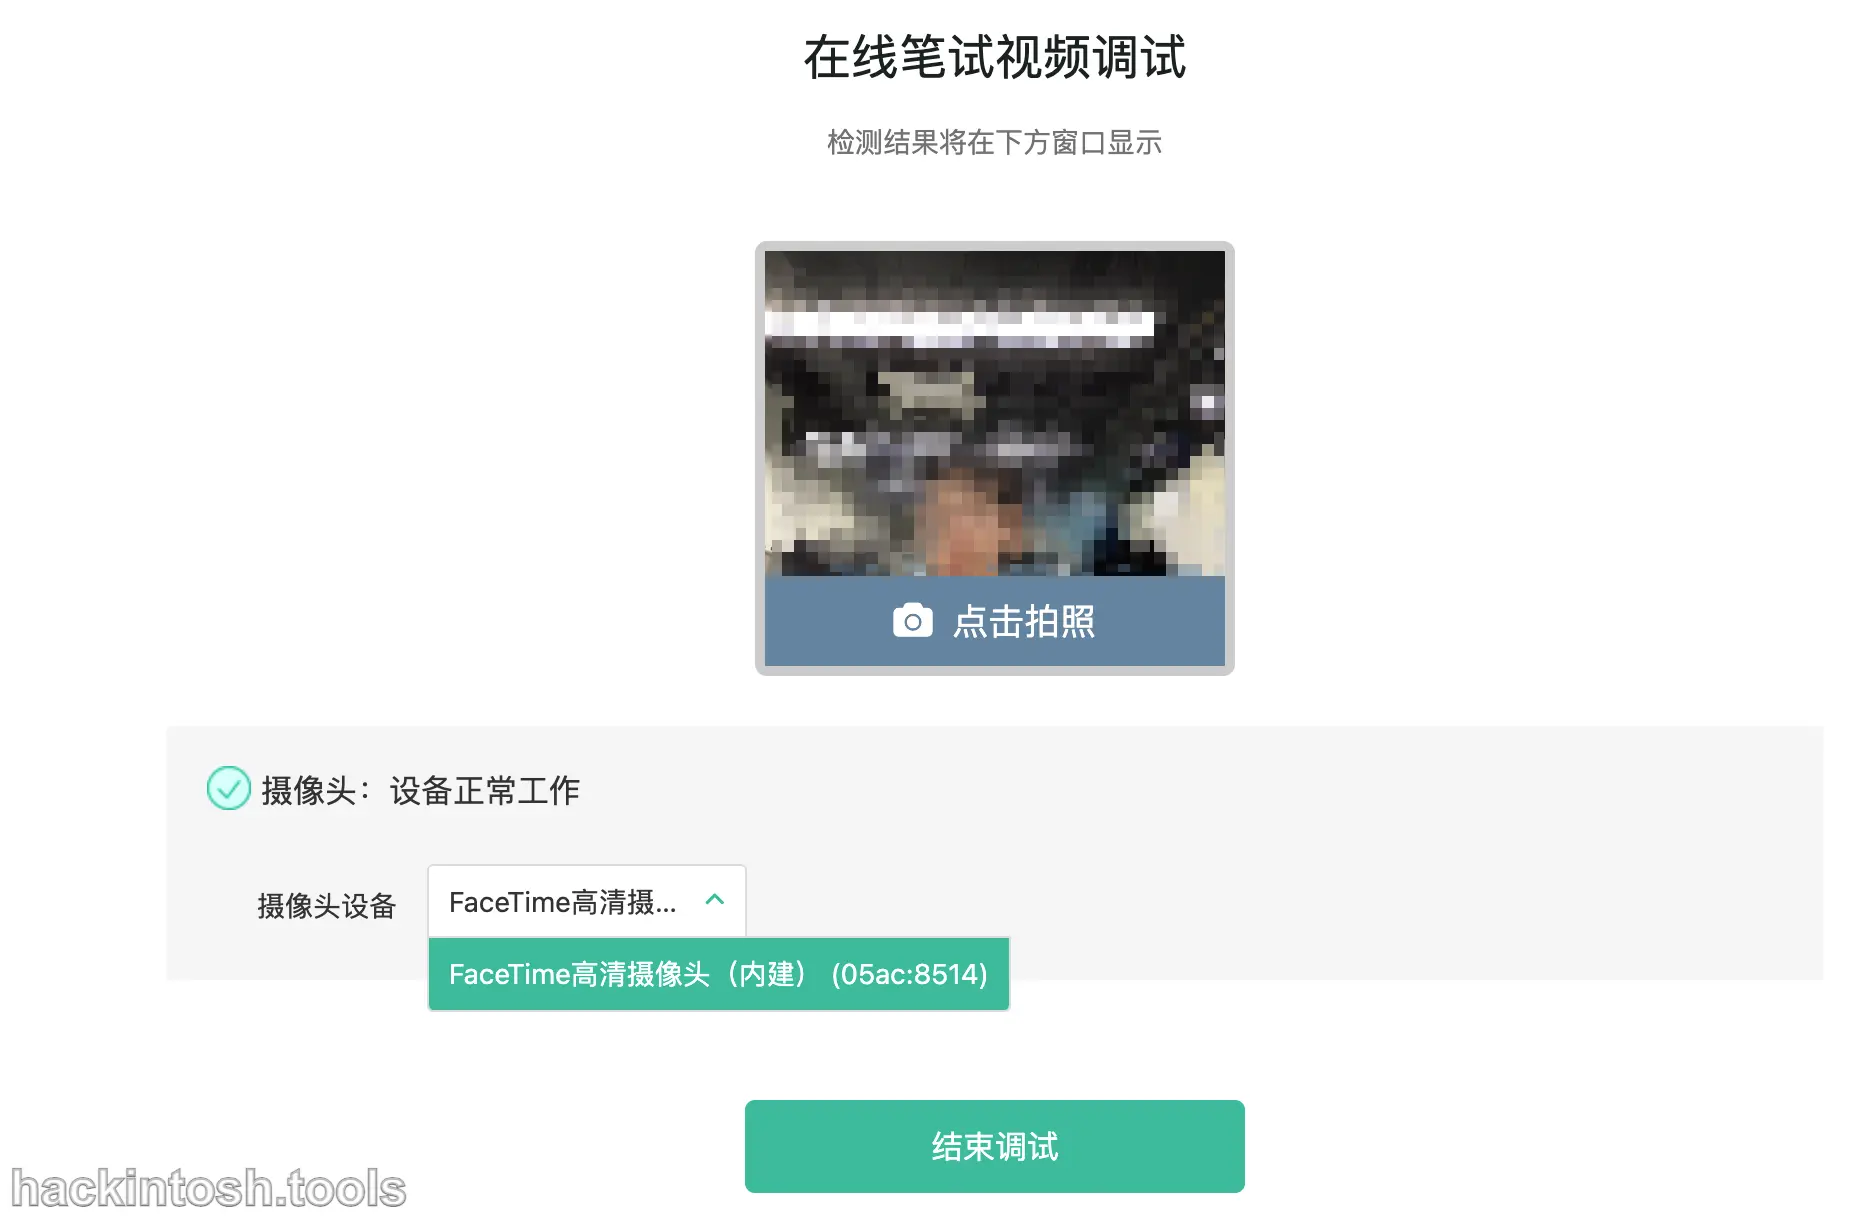 在线笔试视频调试
检测结果将在下方窗口显示
点击拍照
摄像头：设备正常工作
摄像头设备
FaceTime高清摄...
FaceTime高清摄像头（内建） (05ac:8514)
结束调试
hackintosh.tools